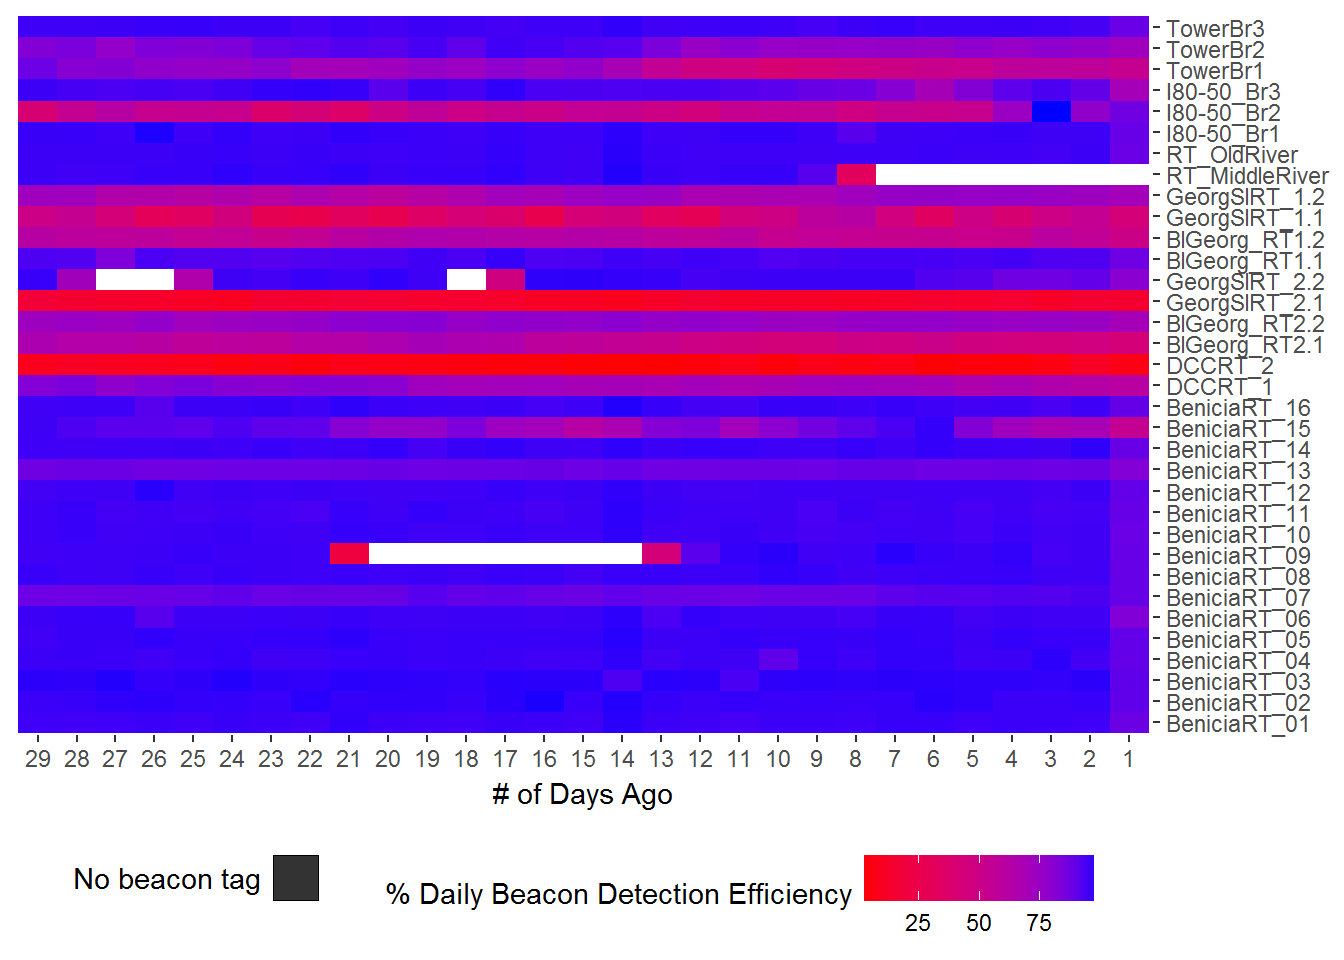 TowerBr3
TowerBr2
TowerBr1
I80-50_Br3
I80-50_Br2
I80-50_Br1
RT_OldRiver
RT_MiddleRiver
GeorgSlRT_1.2
GeorgSlRT_1.1
BlGeorg_RT1.2
BlGeorg_RT1.1
GeorgSlRT_2.2
GeorgSlRT_2.1
BlGeorg_RT2.2
BlGeorg_RT2.1
DCCRT_2
DCCRT_1
BeniciaRT_16
BeniciaRT_15
BeniciaRT_14
BeniciaRT_13
BeniciaRT_12
BeniciaRT_11
BeniciaRT_10
BeniciaRT_09
BeniciaRT_08
BeniciaRT_07
BeniciaRT_06
BeniciaRT_05
BeniciaRT_04
BeniciaRT_03
BeniciaRT_02
BeniciaRT_01
29 28 27 26 25 24 23 22 21 20 19 18 17 16 15 14 13 12 11 10 9 8 7 6 5 4 3 2 1
# of Days Ago
No beacon tag
% Daily Beacon Detection Efficiency
25 50 75